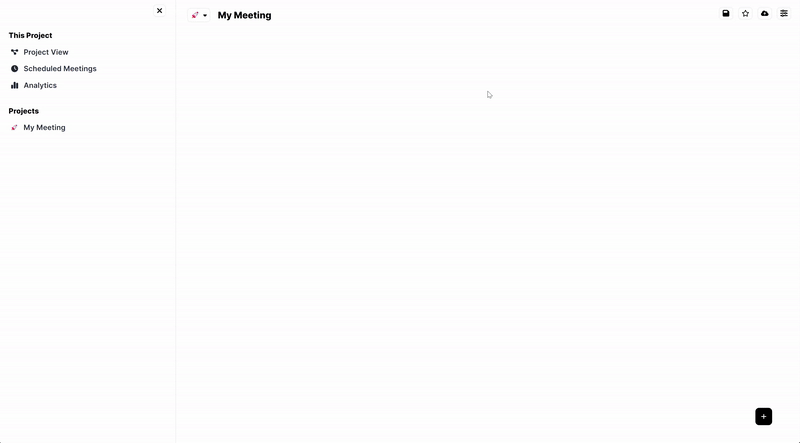 My Meeting
This Project
Project View
Scheduled Meetings
Analytics
Projects
My Meeting